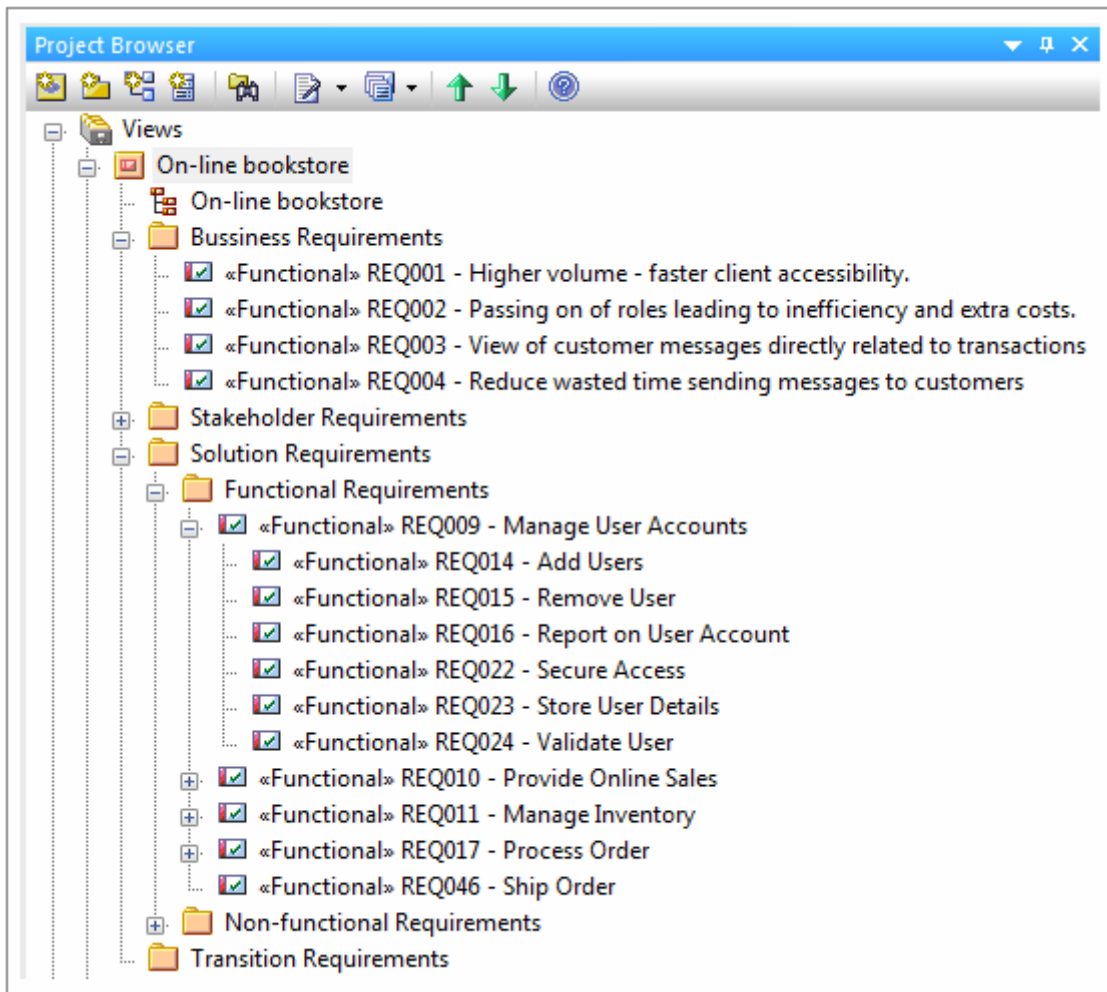 Project Browser
Views
On-line bookstore
On-line bookstore
Bussiness Requirements
«Functional» REQ001 - Higher volume - faster client accessibility.
«Functional» REQ002 - Passing on of roles leading to inefficiency and extra costs.
«Functional» REQ003 - View of customer messages directly related to transactions
«Functional» REQ004 - Reduce wasted time sending messages to customers
Stakeholder Requirements
Solution Requirements
Functional Requirements
«Functional» REQ009 - Manage User Accounts
«Functional» REQ014 - Add Users
«Functional» REQ015 - Remove User
«Functional» REQ016 - Report on User Account
«Functional» REQ022 - Secure Access
«Functional» REQ023 - Store User Details
«Functional» REQ024 - Validate User
«Functional» REQ010 - Provide Online Sales
«Functional» REQ011 - Manage Inventory
«Functional» REQ017 - Process Order
«Functional» REQ046 - Ship Order
Non-functional Requirements
Transition Requirements